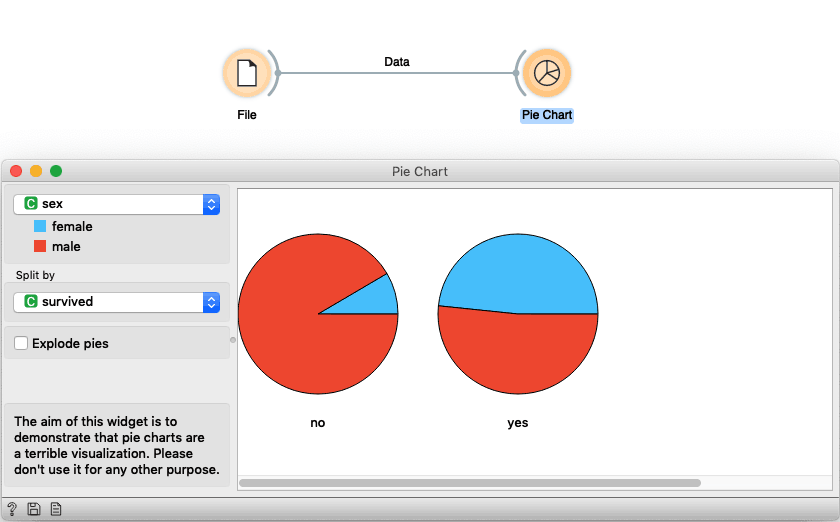 Data
File
Pie Chart
Pie Chart
C sex
female
male
Split by
C survived
Explode pies
The aim of this widget is to
demonstrate that pie charts are
a terrible visualization. Please
don't use it for any other purpose.
no
yes
?